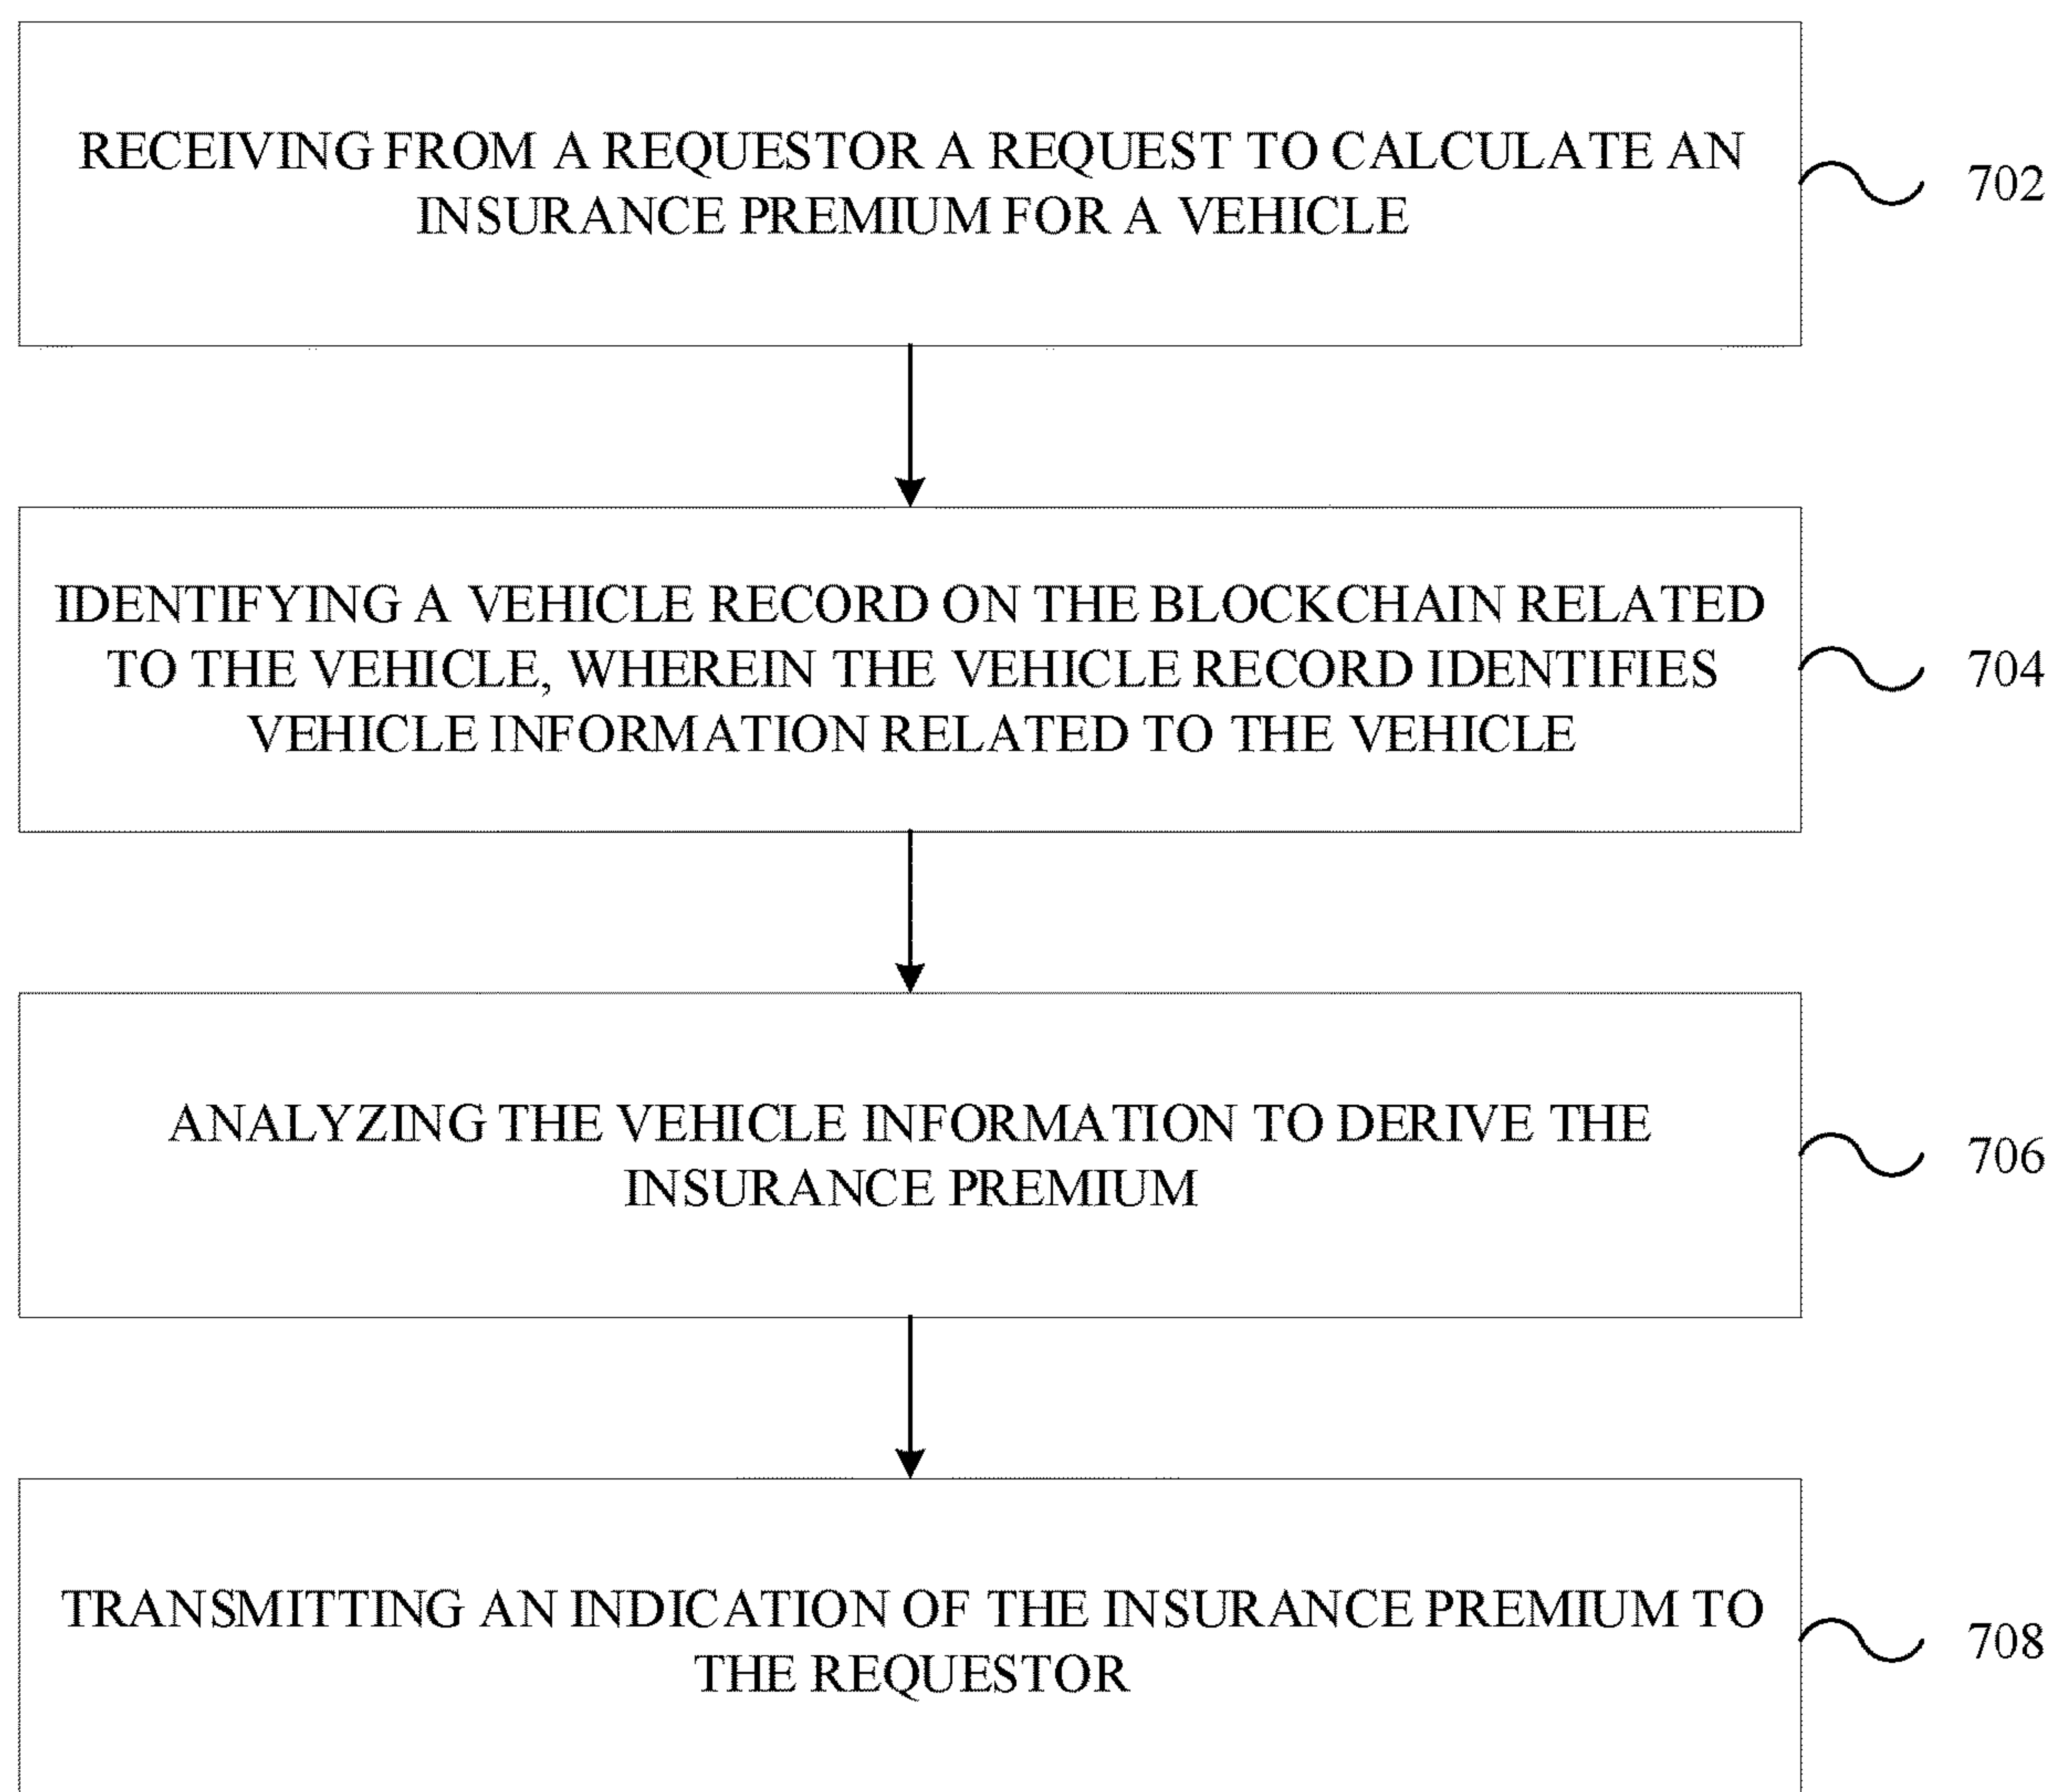 RECEIVING FROM A REQUESTOR A REQUEST TO CALCULATE AN
INSURANCE PREMIUM FOR A VEHICLE
702
IDENTIFYING A VEHICLE RECORD ON THE BLOCKCHAIN RELATED
TO THE VEHICLE, WHEREIN THE VEHICLE RECORD IDENTIFIES
VEHICLE INFORMATION RELATED TO THE VEHICLE
704
ANALYZING THE VEHICLE INFORMATION TO DERIVE THE
INSURANCE PREMIUM
706
TRANSMITTING AN INDICATION OF THE INSURANCE PREMIUM TO
THE REQUESTOR
708